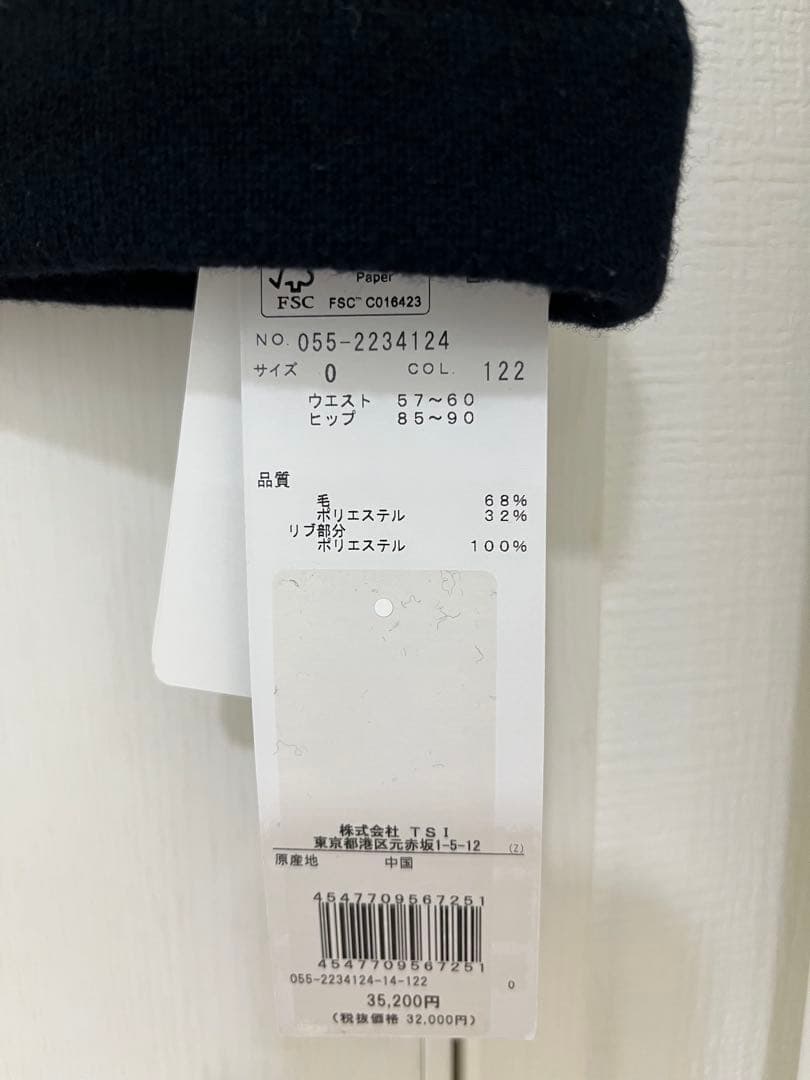 Paper
FSC FSC™ C016423
NO. 055-2234124
サイズ 0 COL. 122
ウエスト 57~60
ヒップ 85~90
品質
毛 68%
ポリエステル 32%
リブ部分
ポリエステル 100%
株式会社 TSI
東京都港区元赤坂1-5-12 (Z)
原産地 中国
4547709567251
4547709567251
055-2234124-14-122 0
35,200円
(税抜価格 32,000円)